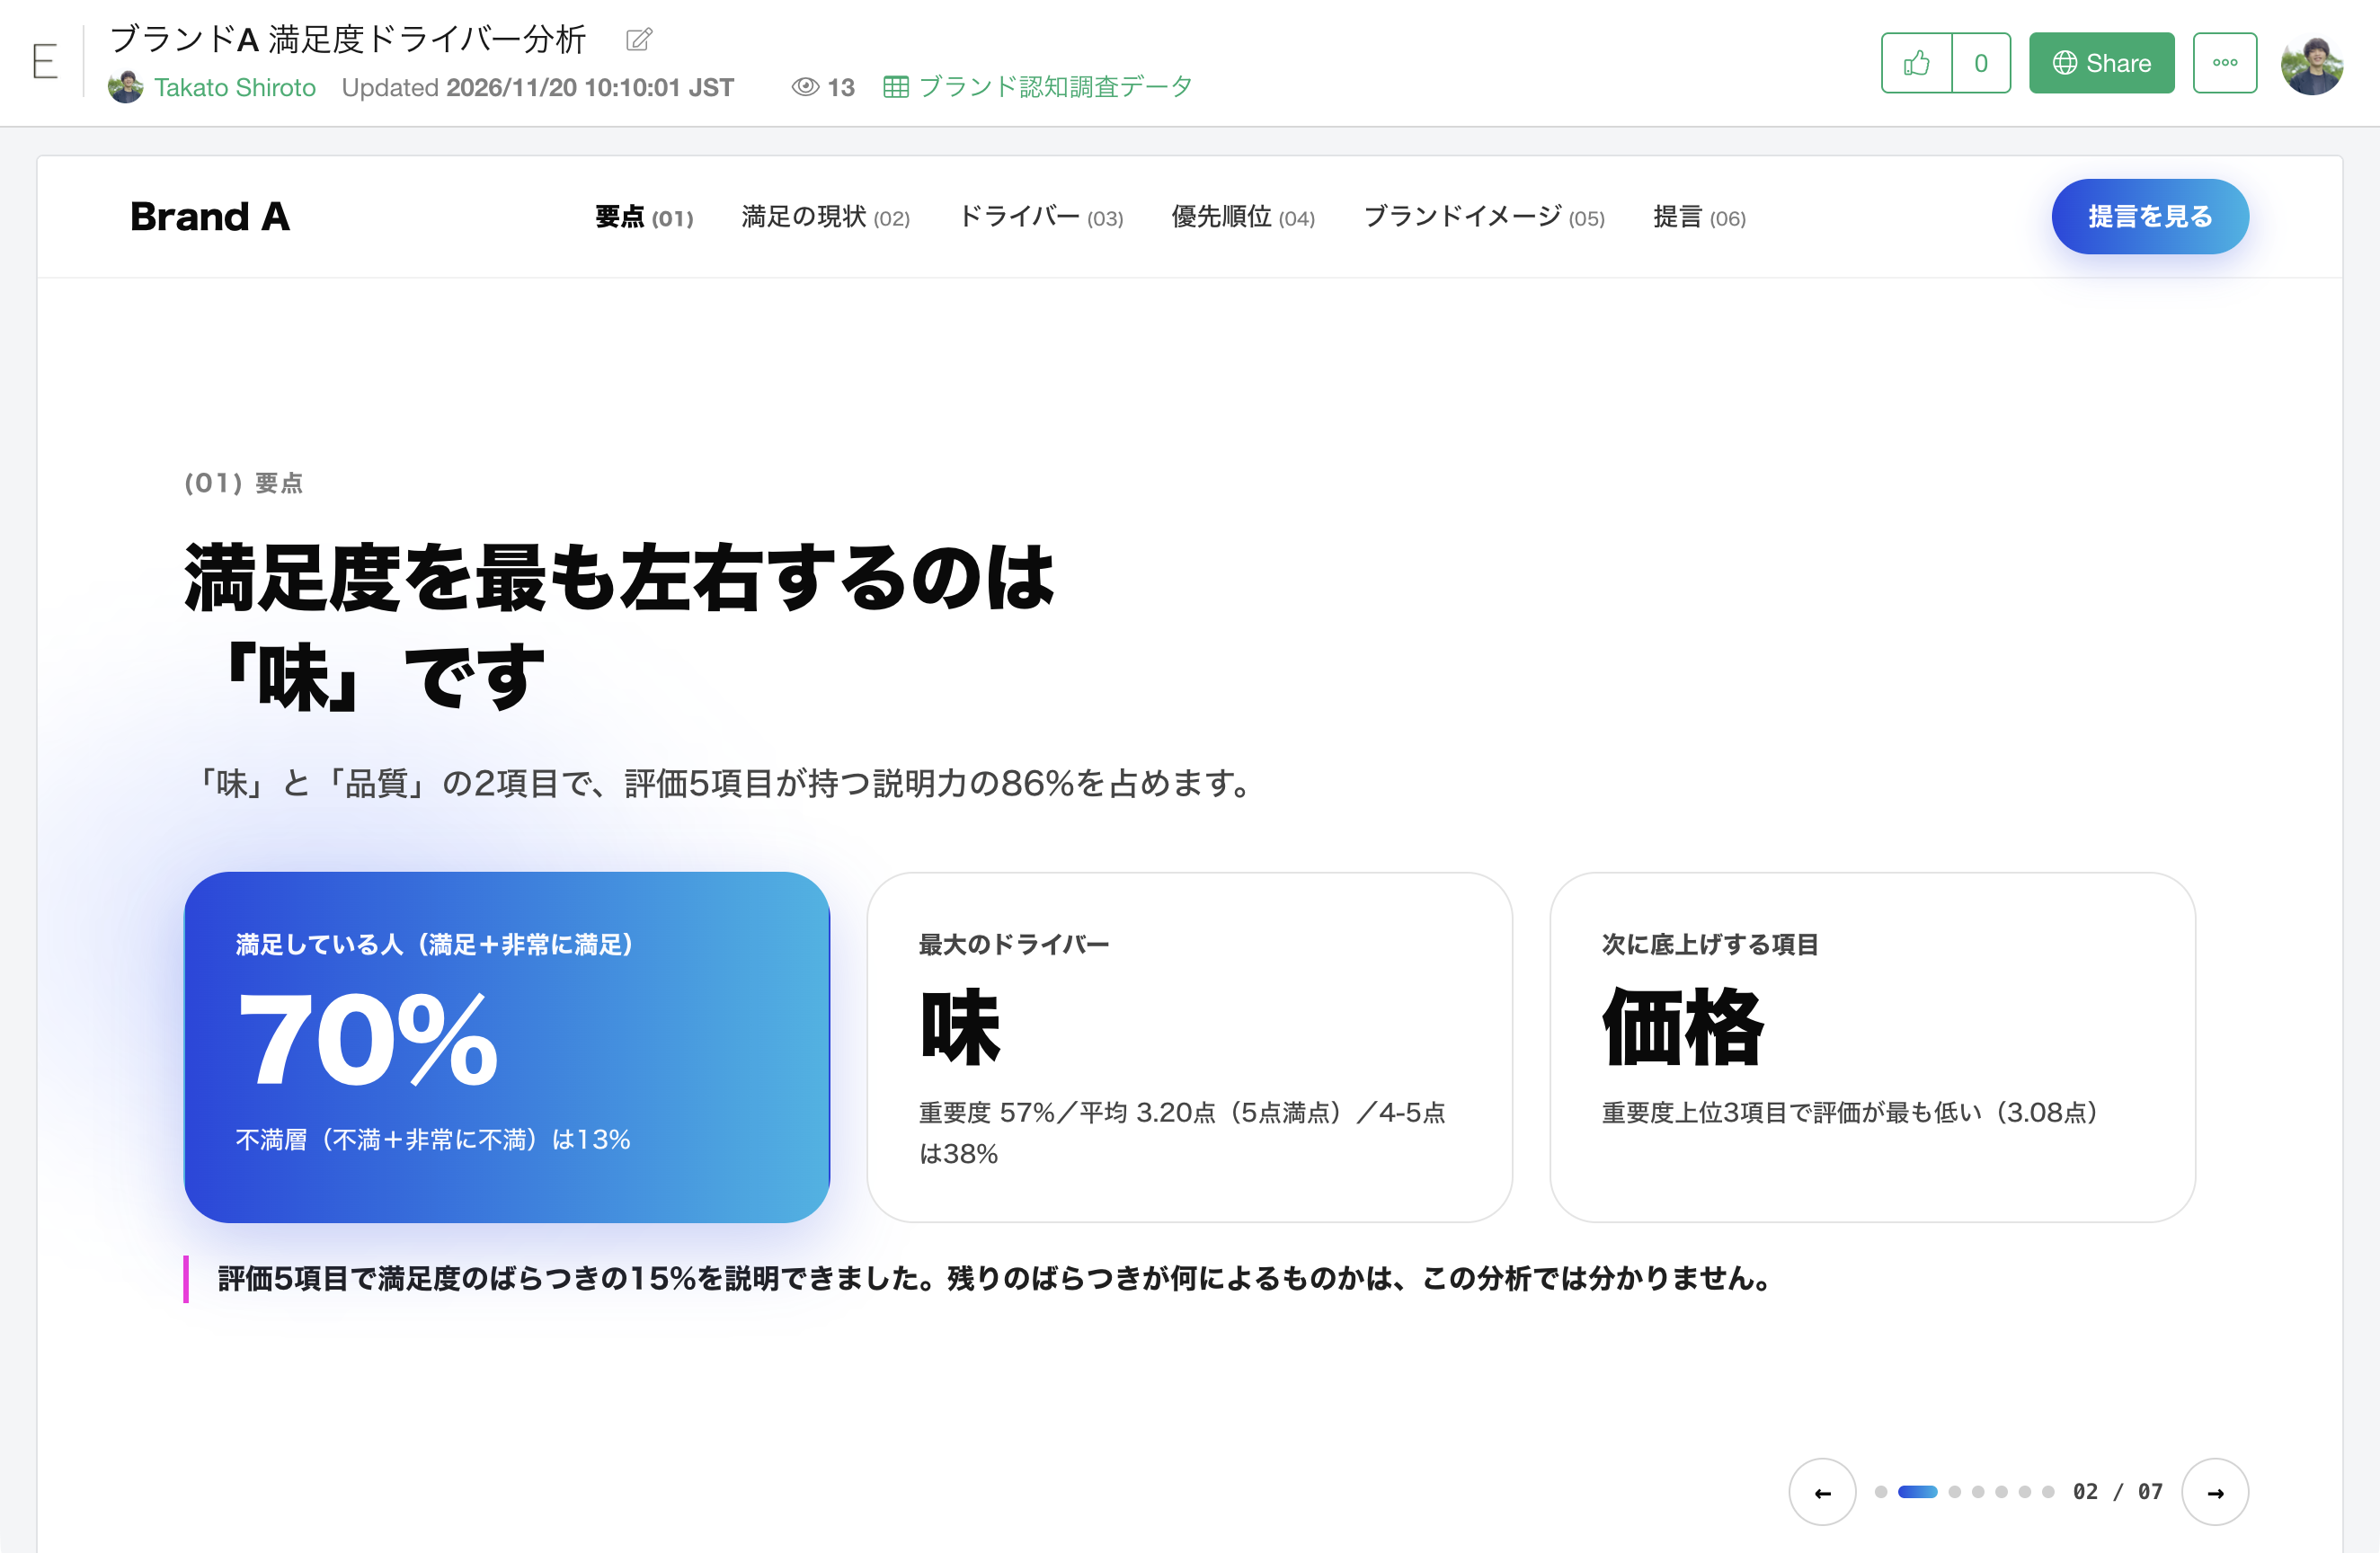 E
ブランドA 満足度ドライバー分析
Takato Shiroto Updated 2026/11/20 10:10:01 JST 13 ブランド認知調査データ
0
Share
Brand A
要点 (01) 満足の現状 (02) ドライバー (03) 優先順位 (04) ブランドイメージ (05) 提言 (06)
提言を見る
(01) 要点
満足度を最も左右するのは
「味」です
「味」と「品質」の2項目で、評価5項目が持つ説明力の86%を占めます。
満足している人（満足＋非常に満足）
70%
不満層（不満＋非常に不満）は13%
最大のドライバー
味
重要度 57%／平均 3.20点（5点満点）／4-5点
は38%
次に底上げする項目
価格
重要度上位3項目で評価が最も低い（3.08点）
評価5項目で満足度のばらつきの15%を説明できました。残りのばらつきが何によるものかは、この分析では分かりません。
← 02 / 07 →